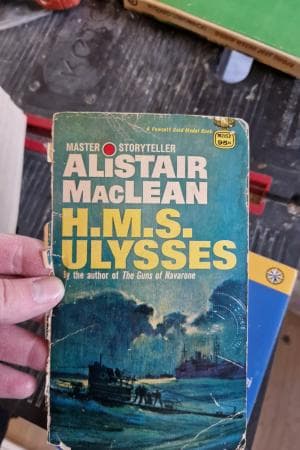 A Fawcett Gold Medal Book
95¢
MASTER STORYTELLER
ALISTAIR
MACLEAN
H.M.S.
ULYSSES
By the author of The Guns of Navarone